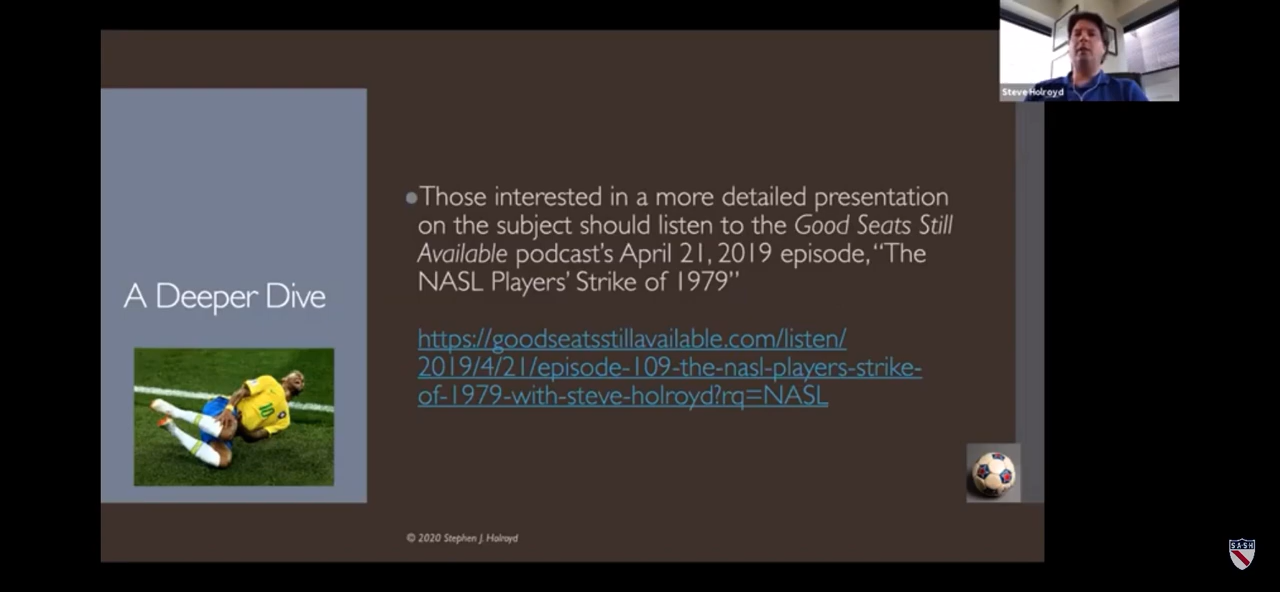 Steve Holroyd
A Deeper Dive
10
Those interested in a more detailed presentation
on the subject should listen to the Good Seats Still
Available podcast's April 21, 2019 episode, “The
NASL Players’ Strike of 1979”
https://goodseatsstillavailable.com/listen/
2019/4/21/episode-109-the-nasl-players-strike-
of-1979-with-steve-holroyd?rq=NASL
© 2020 Stephen J. Holroyd
SASH